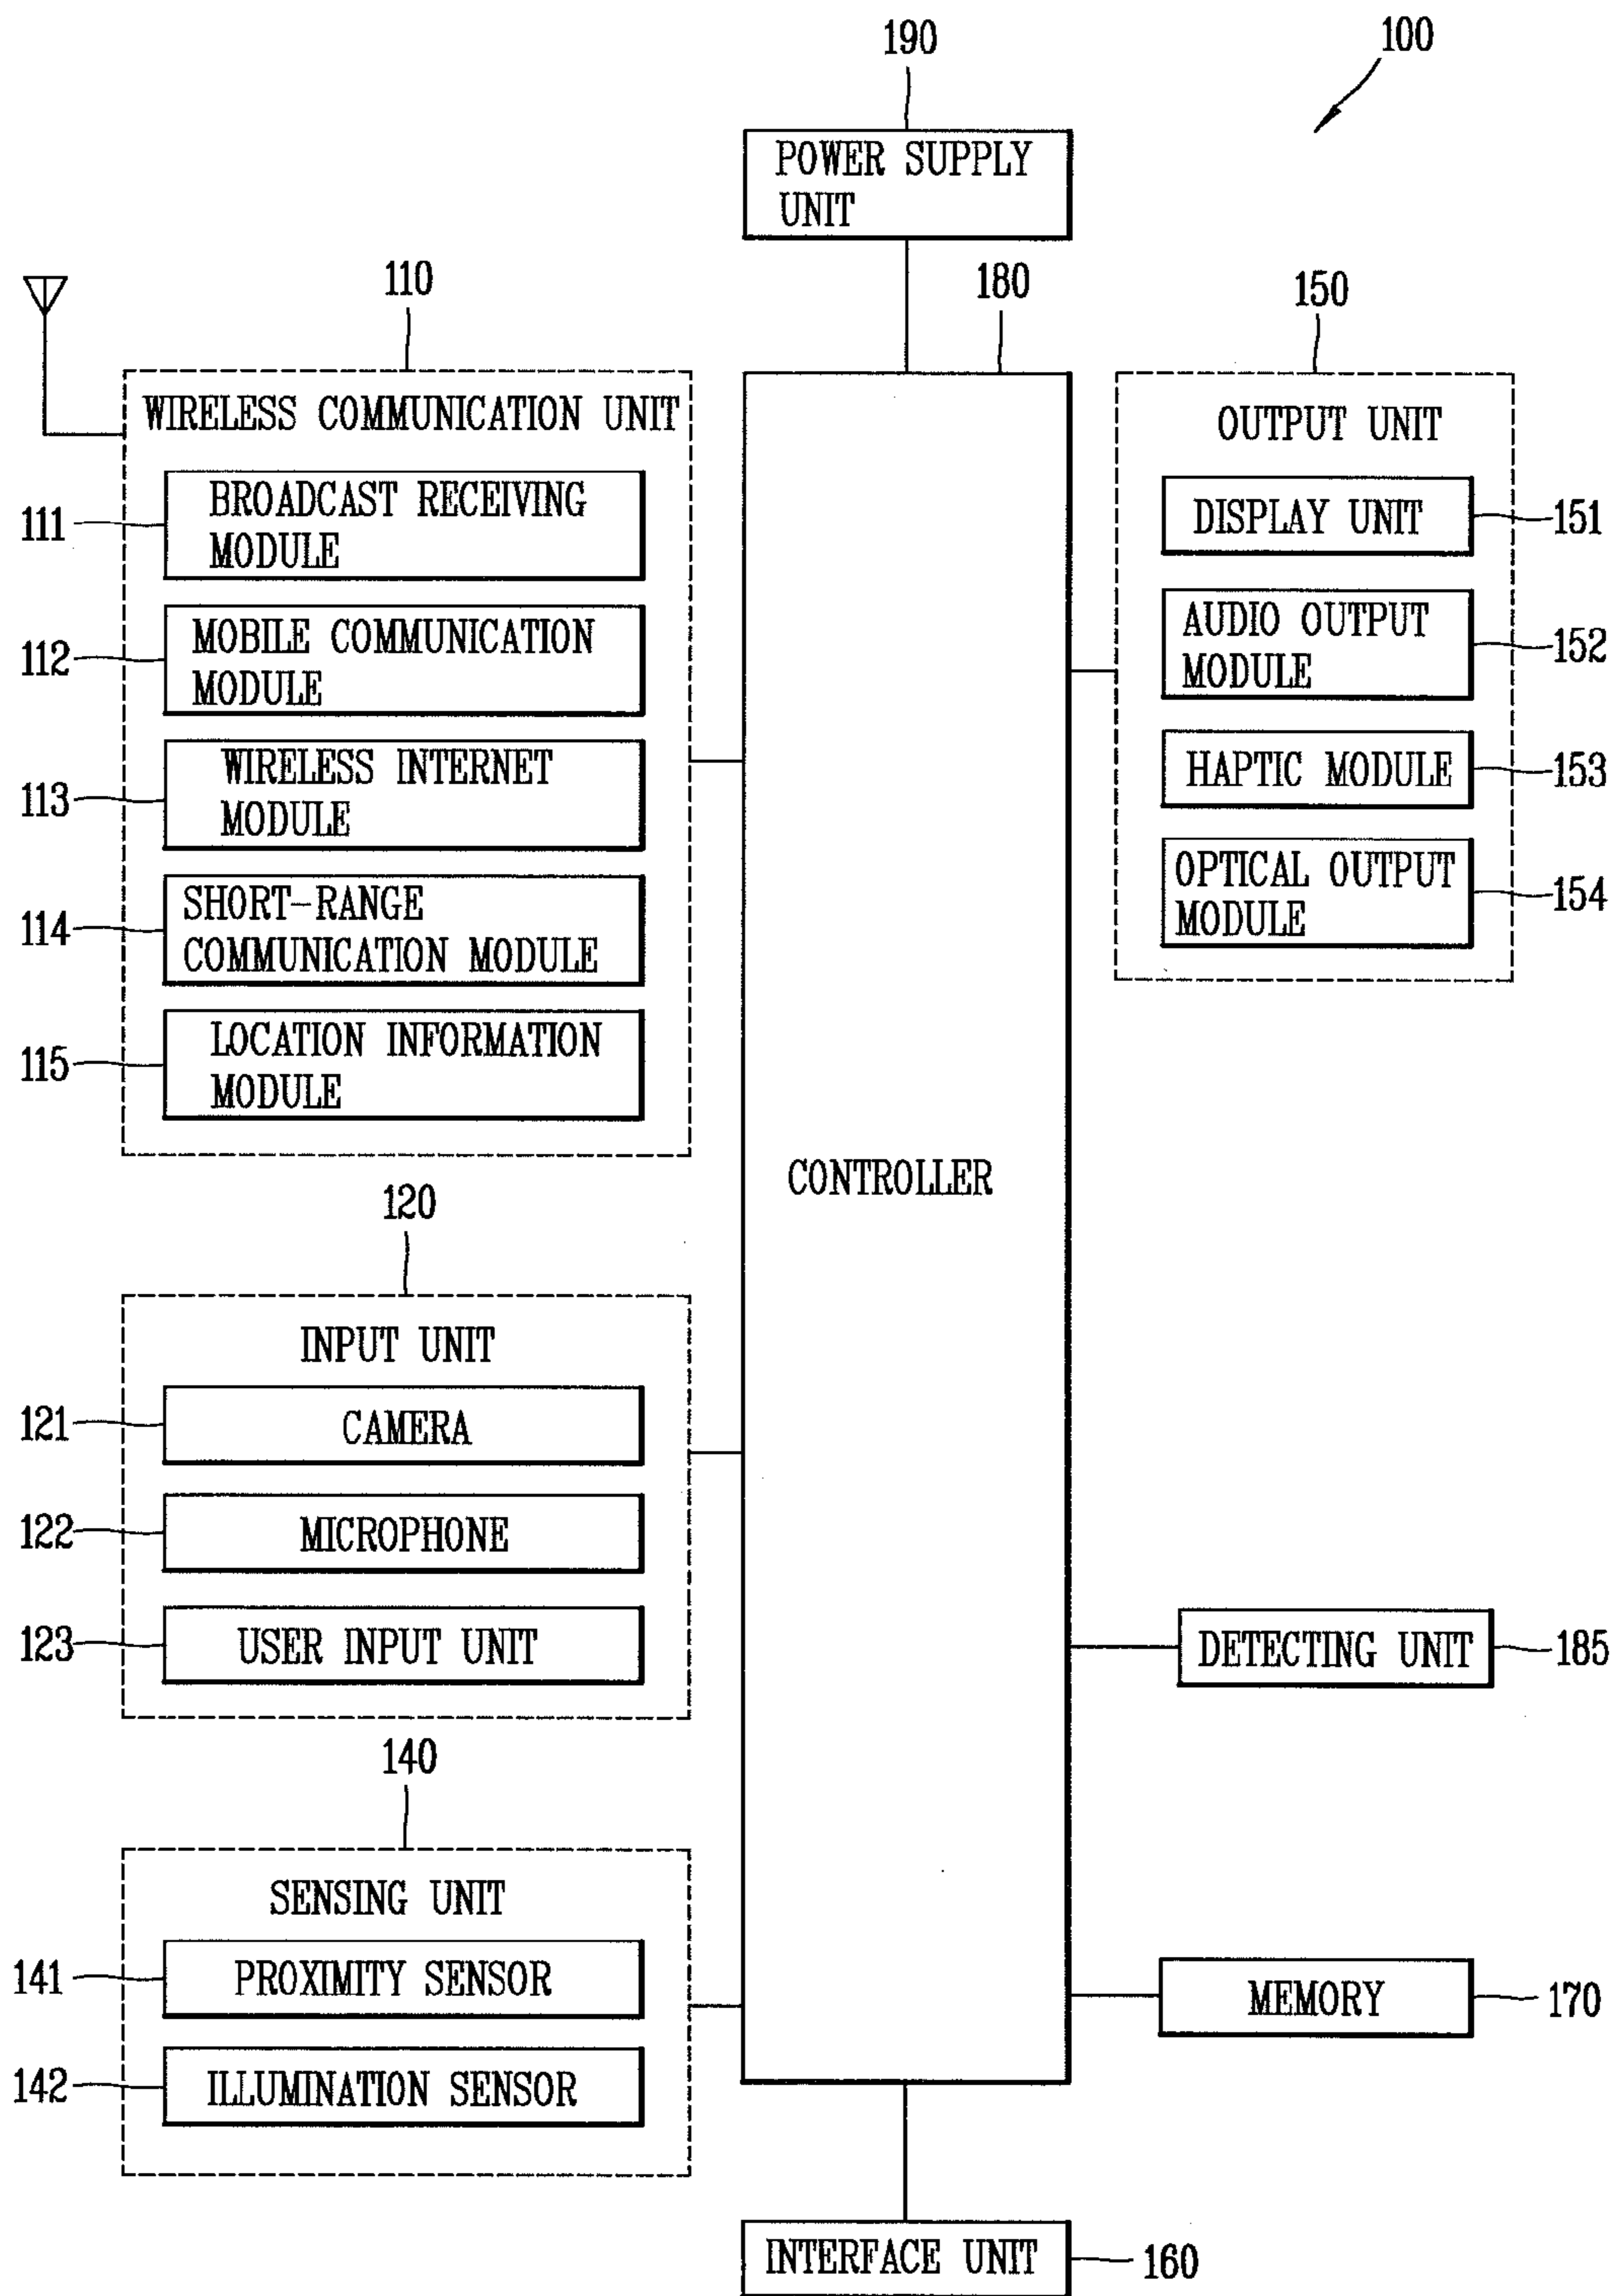 190
100
POWER SUPPLY
UNIT
110
180
150
WIRELESS COMMUNICATION UNIT
111
BROADCAST RECEIVING
MODULE
112
MOBILE COMMUNICATION
MODULE
113
WIRELESS INTERNET
MODULE
114
SHORT-RANGE
COMMUNICATION MODULE
115
LOCATION INFORMATION
MODULE
OUTPUT UNIT
DISPLAY UNIT
151
AUDIO OUTPUT
MODULE
152
HAPTIC MODULE
153
OPTICAL OUTPUT
MODULE
154
CONTROLLER
120
INPUT UNIT
121
CAMERA
122
MICROPHONE
123
USER INPUT UNIT
DETECTING UNIT
185
140
SENSING UNIT
141
PROXIMITY SENSOR
142
ILLUMINATION SENSOR
MEMORY
170
INTERFACE UNIT
160